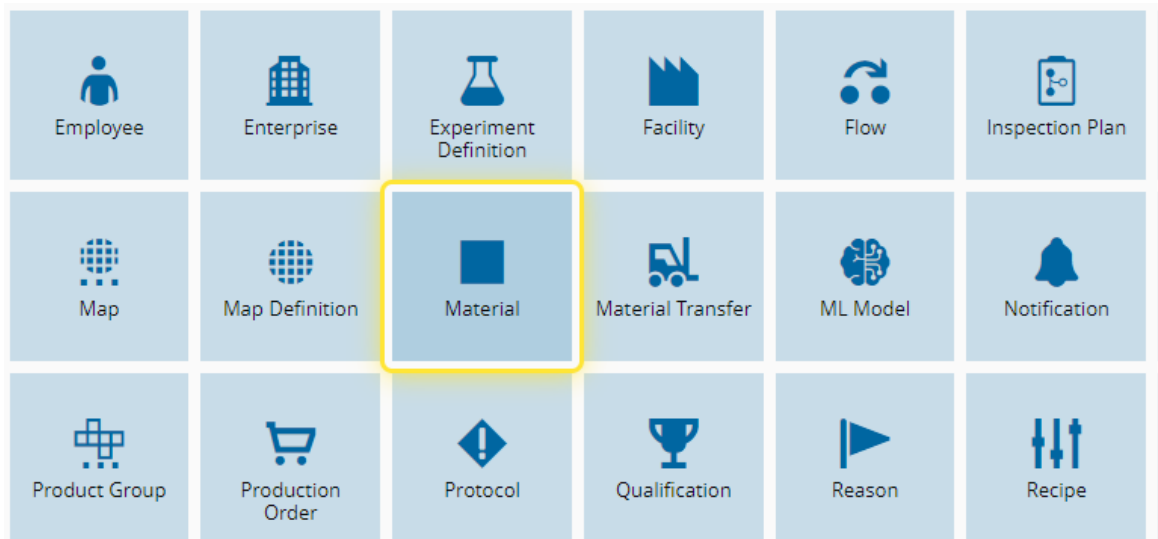 Employee
Enterprise
Experiment
Definition
Facility
Flow
Inspection Plan
Map
Map Definition
Material
Material Transfer
ML Model
Notification
Product Group
Production
Order
Protocol
Qualification
Reason
Recipe